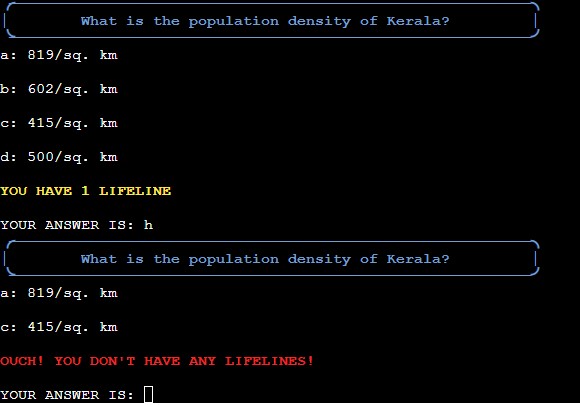 What is the population density of Kerala?
a: 819/sq. km
b: 602/sq. km
c: 415/sq. km
d: 500/sq. km
YOU HAVE 1 LIFELINE
YOUR ANSWER IS: h
What is the population density of Kerala?
a: 819/sq. km
c: 415/sq. km
OUCH! YOU DON'T HAVE ANY LIFELINES!
YOUR ANSWER IS: